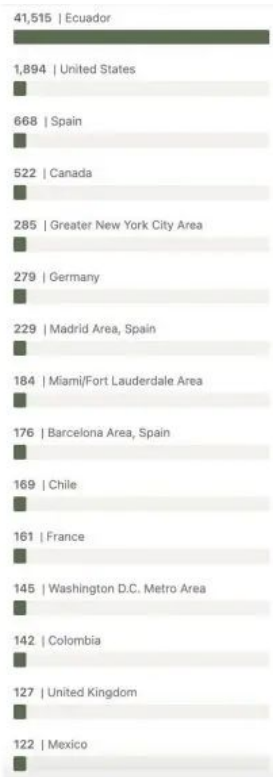 41,515 | Ecuador
1,894 | United States
668 | Spain
522 | Canada
285 | Greater New York City Area
279 | Germany
229 | Madrid Area, Spain
184 | Miami/Fort Lauderdale Area
176 | Barcelona Area, Spain
169 | Chile
161 | France
145 | Washington D.C. Metro Area
142 | Colombia
127 | United Kingdom
122 | Mexico